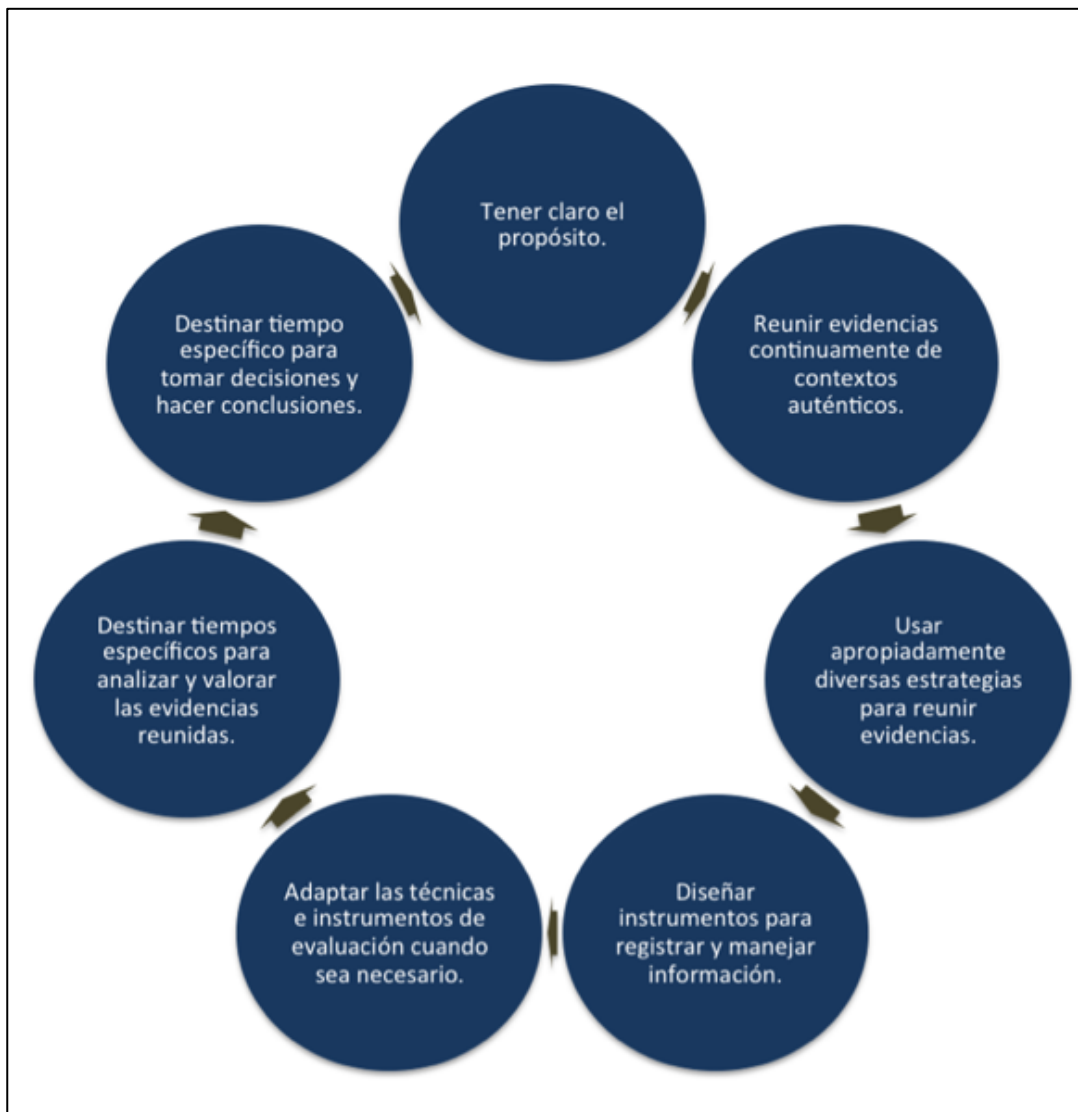 Tener claro el
propósito.
Reunir evidencias
continuamente de
contextos
auténticos.
Usar
apropiadamente
diversas estrategias
para reunir
evidencias.
Diseñar
instrumentos para
registrar y manejar
información.
Adaptar las técnicas
e instrumentos de
evaluación cuando
sea necesario.
Destinar tiempos
específicos para
analizar y valorar
las evidencias
reunidas.
Destinar tiempo
específico para
tomar decisiones y
hacer conclusiones.